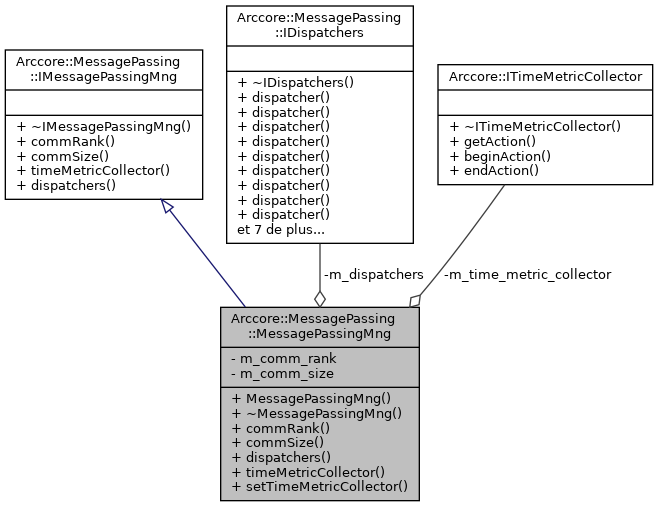 Arccore::MessagePassing
::IMessagePassingMng
+ ~IMessagePassingMng()
+ commRank()
+ commSize()
+ timeMetricCollector()
+ dispatchers()
Arccore::MessagePassing
::IDispatchers
+ ~IDispatchers()
+ dispatcher()
+ dispatcher()
+ dispatcher()
+ dispatcher()
+ dispatcher()
+ dispatcher()
+ dispatcher()
+ dispatcher()
+ dispatcher()
et 7 de plus...
Arccore::ITimeMetricCollector
+ ~ITimeMetricCollector()
+ getAction()
+ beginAction()
+ endAction()
-m_dispatchers
-m_time_metric_collector
Arccore::MessagePassing
::MessagePassingMng
- m_comm_rank
- m_comm_size
+ MessagePassingMng()
+ ~MessagePassingMng()
+ commRank()
+ commSize()
+ dispatchers()
+ timeMetricCollector()
+ setTimeMetricCollector()